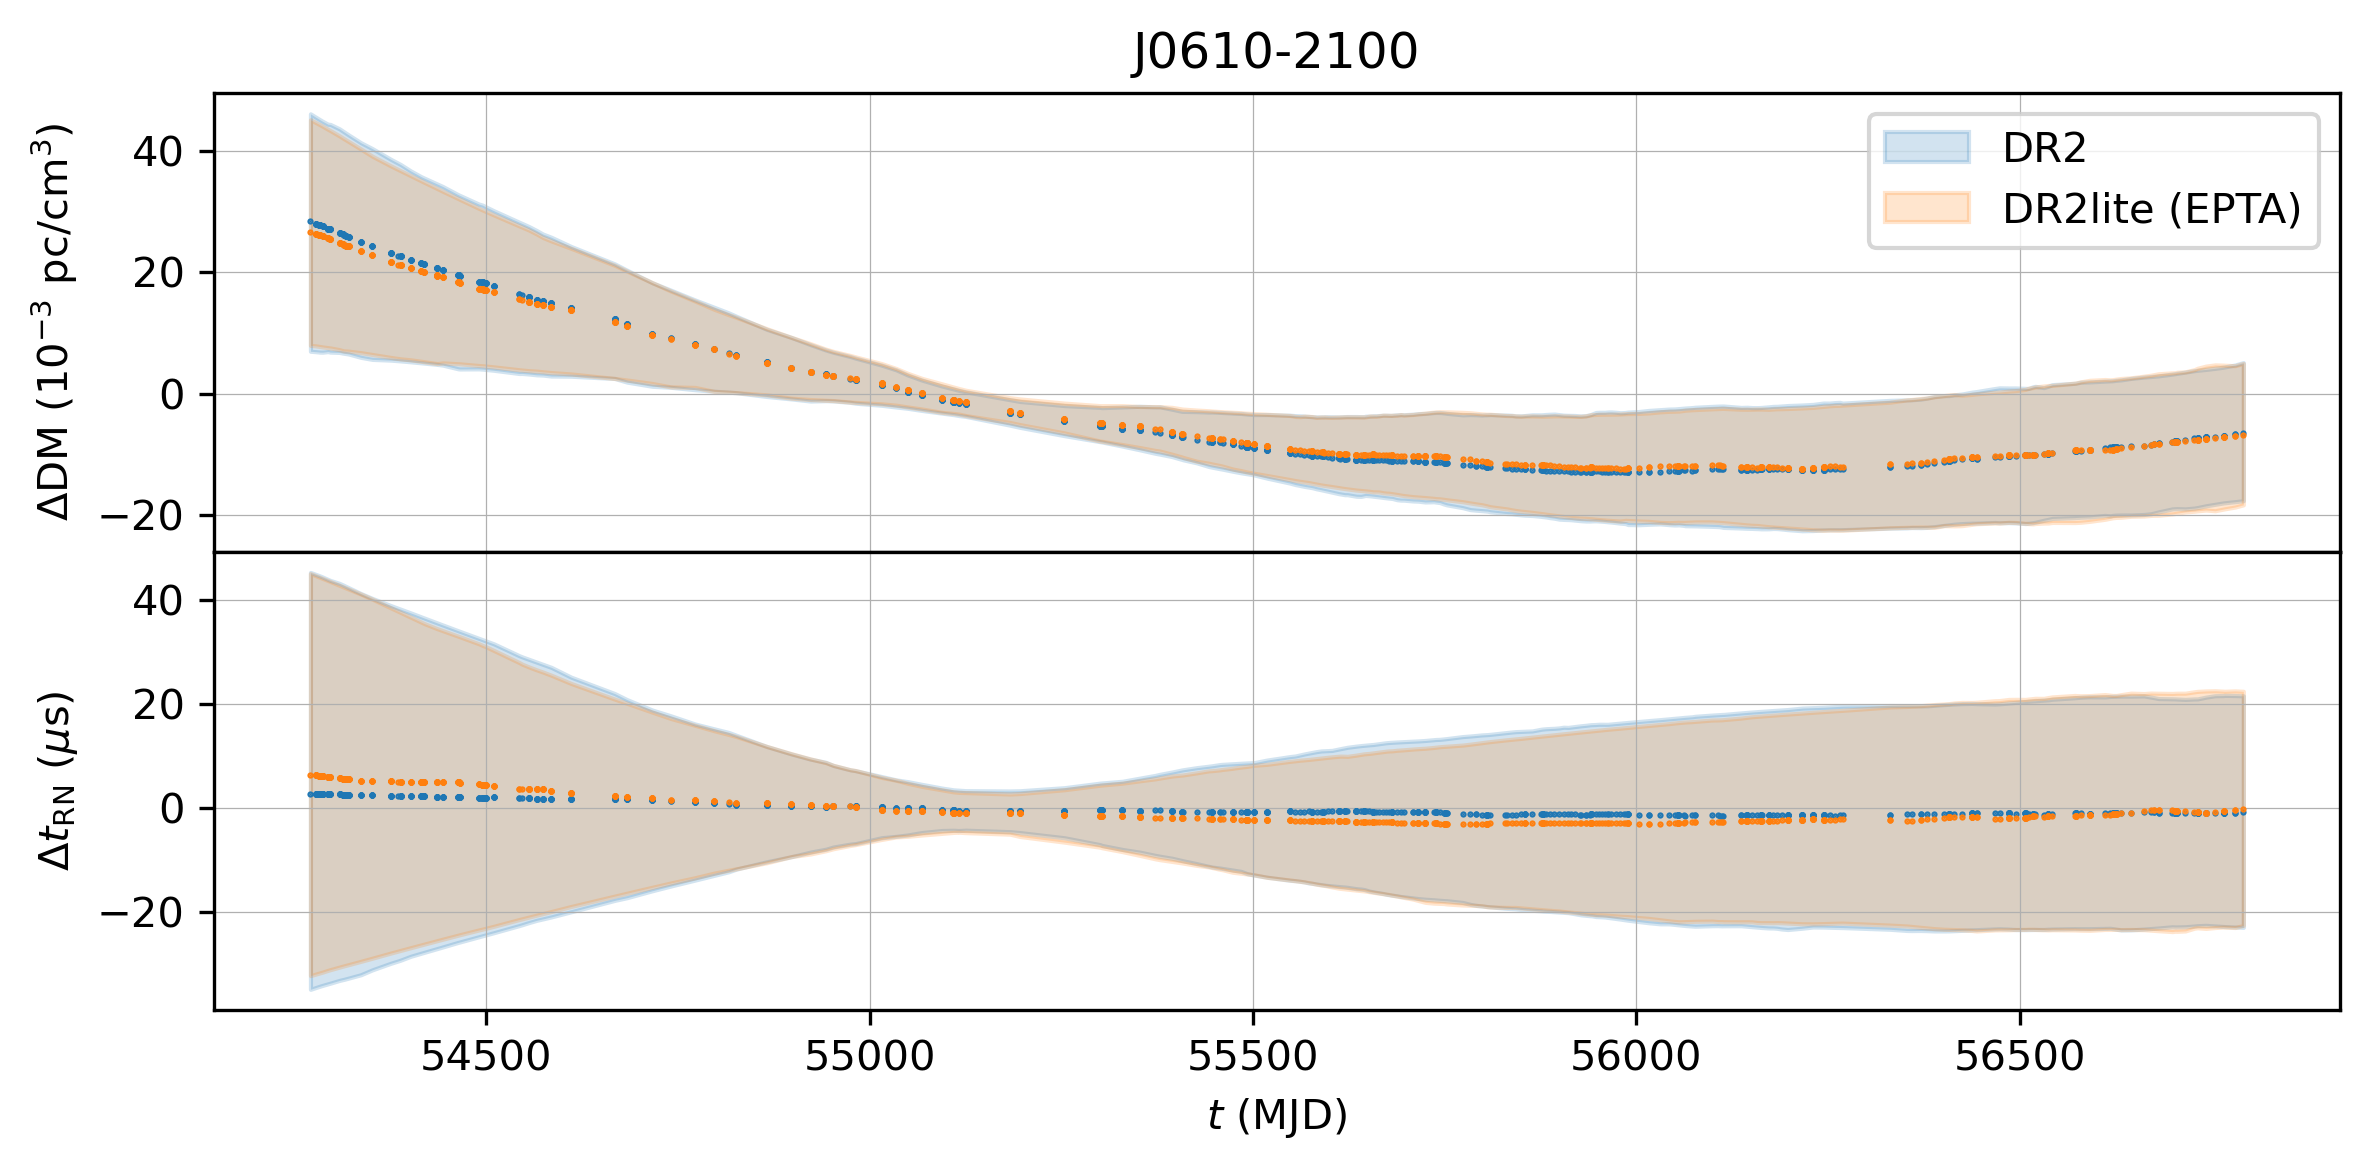 J0610-2100
ΔDM (10⁻³ pc/cm³)
40
20
0
−20
DR2
DR2lite (EPTA)
Δt_RN (μs)
40
20
0
−20
54500 55000 55500 56000 56500
t (MJD)